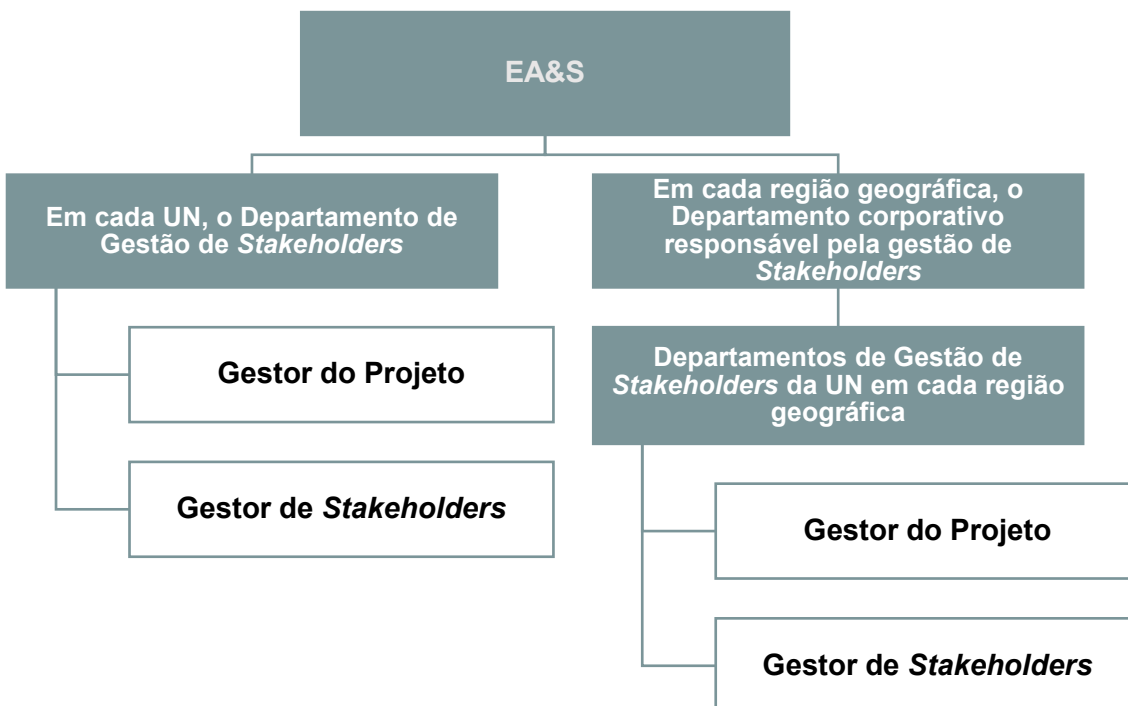 EA&S
Em cada UN, o Departamento de
Gestão de Stakeholders
Em cada região geográfica, o
Departamento corporativo
responsável pela gestão de
Stakeholders
Gestor do Projeto
Gestor de Stakeholders
Departamentos de Gestão de
Stakeholders da UN em cada região
geográfica
Gestor do Projeto
Gestor de Stakeholders